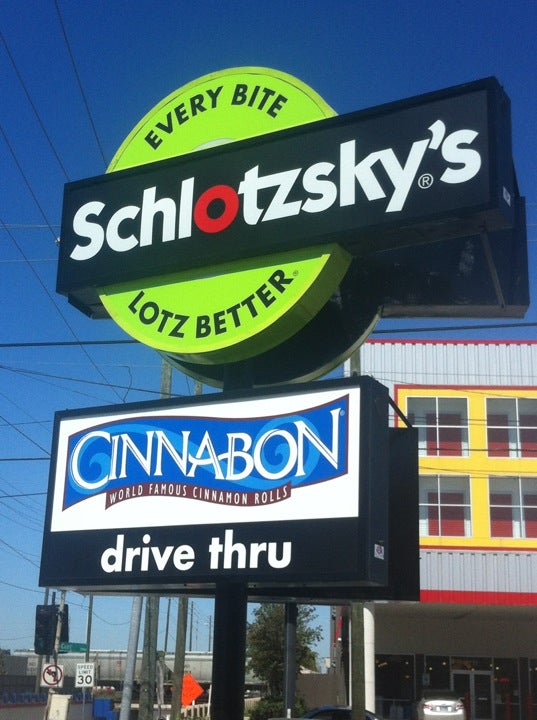 EVERY BITE
Schlotzsky's®
LOTZ BETTER®
CINNABON®
WORLD FAMOUS CINNAMON ROLLS
drive thru
SPEED
LIMIT
30